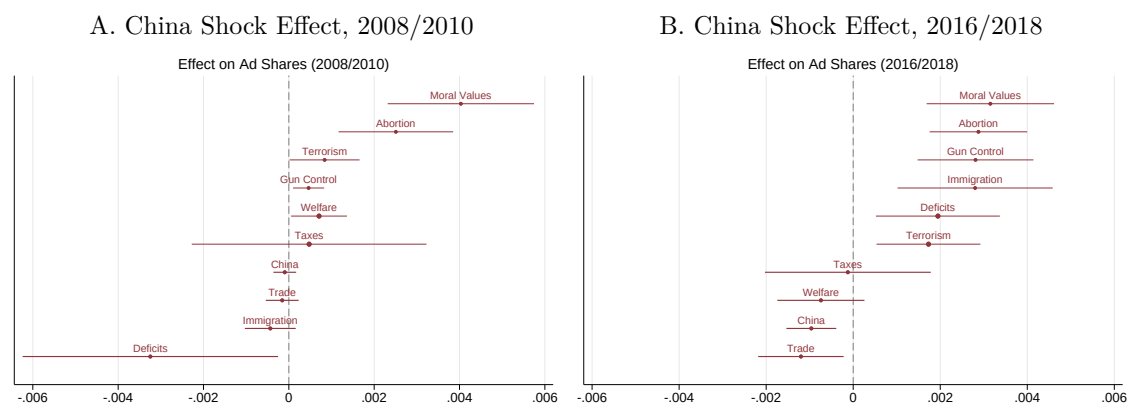 A. China Shock Effect, 2008/2010
Effect on Ad Shares (2008/2010)
Moral Values
Abortion
Terrorism
Gun Control
Welfare
Taxes
China
Trade
Immigration
Deficits
-.006 -.004 -.002 0 .002 .004 .006
B. China Shock Effect, 2016/2018
Effect on Ad Shares (2016/2018)
Moral Values
Abortion
Gun Control
Immigration
Deficits
Terrorism
Taxes
Welfare
China
Trade
-.006 -.004 -.002 0 .002 .004 .006